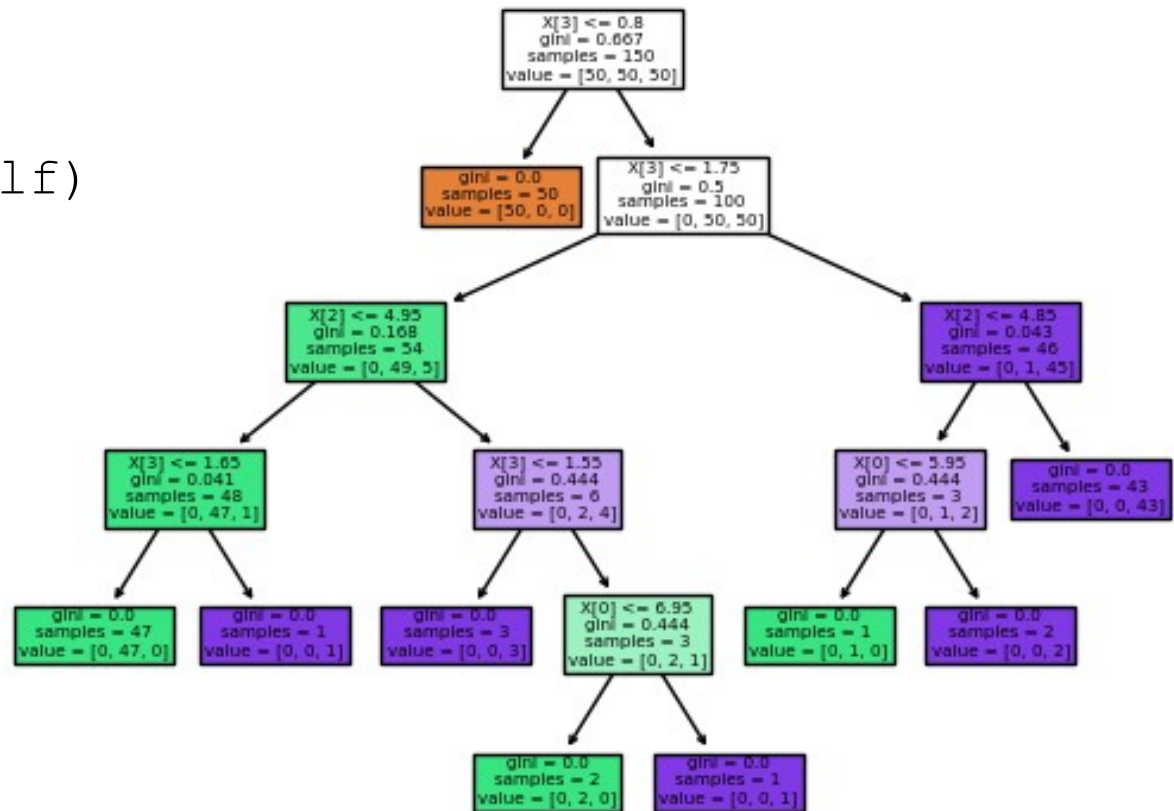 X[3] <= 0.8
gini = 0.667
samples = 150
value = [50, 50, 50]
lf)
gini = 0.0
samples = 50
value = [50, 0, 0]
X[3] <= 1.75
gini = 0.5
samples = 100
value = [0, 50, 50]
X[2] <= 4.95
gini = 0.168
samples = 54
value = [0, 49, 5]
X[2] <= 4.85
gini = 0.043
samples = 46
value = [0, 1, 45]
X[3] <= 1.65
gini = 0.041
samples = 48
value = [0, 47, 1]
X[3] <= 1.55
gini = 0.444
samples = 6
value = [0, 2, 4]
X[0] <= 5.95
gini = 0.444
samples = 3
value = [0, 1, 2]
gini = 0.0
samples = 43
value = [0, 0, 43]
gini = 0.0
samples = 47
value = [0, 47, 0]
gini = 0.0
samples = 1
value = [0, 0, 1]
gini = 0.0
samples = 3
value = [0, 0, 3]
X[0] <= 6.95
gini = 0.444
samples = 3
value = [0, 2, 1]
gini = 0.0
samples = 1
value = [0, 1, 0]
gini = 0.0
samples = 2
value = [0, 0, 2]
gini = 0.0
samples = 2
value = [0, 2, 0]
gini = 0.0
samples = 1
value = [0, 0, 1]